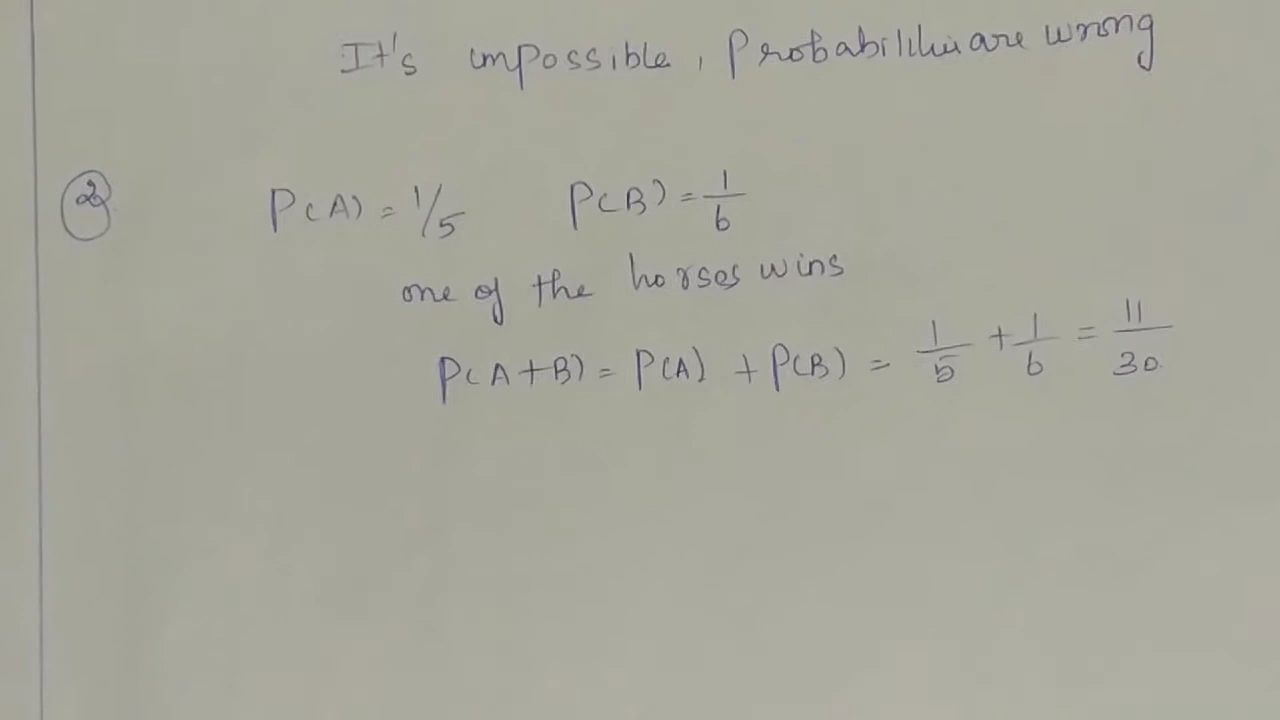 It's impossible, Probabilities are wrong
2 P(A) = 1/5 P(B) = 1/6
one of the horses wins
P(A+B) = P(A) + P(B) = 1/5 + 1/6 = 11/30